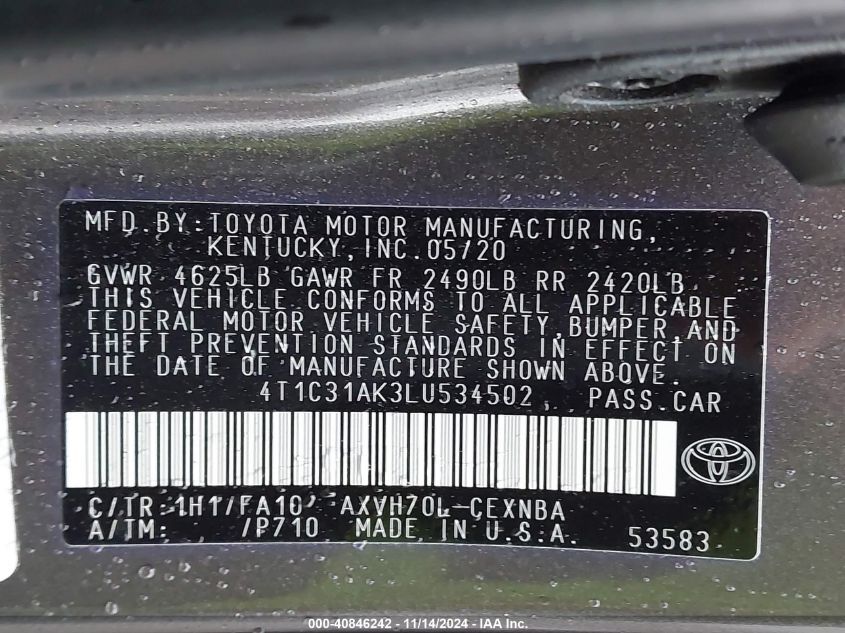 MFD.BY:TOYOTA MOTOR MANUFACTURING,
KENTUCKY,INC.05/20
GVWR 4625LB GAWR FR 2490LB RR 2420LB
THIS VEHICLE CONFORMS TO ALL APPLICABLE
FEDERAL MOTOR VEHICLE SAFETY,BUMPER,AND
THEFT PREVENTION STANDARDS IN EFFECT ON
THE DATE OF MANUFACTURE SHOWN ABOVE.
4T1C31AK3LU534502, PASS.CAR
C/TR:1H1/FA10 AXVH70L-CEXNBA
A/TM: /P710 MADE IN U.S.A. 53583
000-40846242 - 11/14/2024 - IAA Inc.